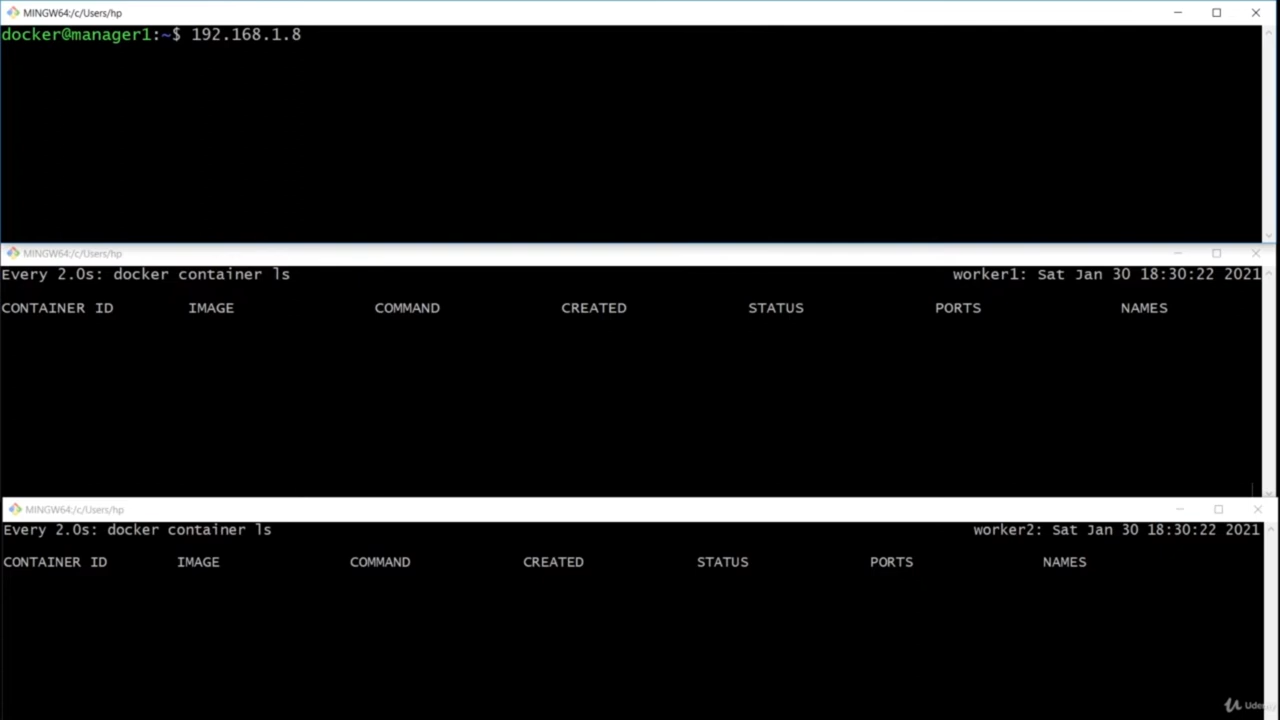 MINGW64:/c/Users/hp
docker@manager1:~$ 192.168.1.8
MINGW64:/c/Users/hp
Every 2.0s: docker container ls worker1: Sat Jan 30 18:30:22 2021
CONTAINER ID IMAGE COMMAND CREATED STATUS PORTS NAMES
MINGW64:/c/Users/hp
Every 2.0s: docker container ls worker2: Sat Jan 30 18:30:22 2021
CONTAINER ID IMAGE COMMAND CREATED STATUS PORTS NAMES